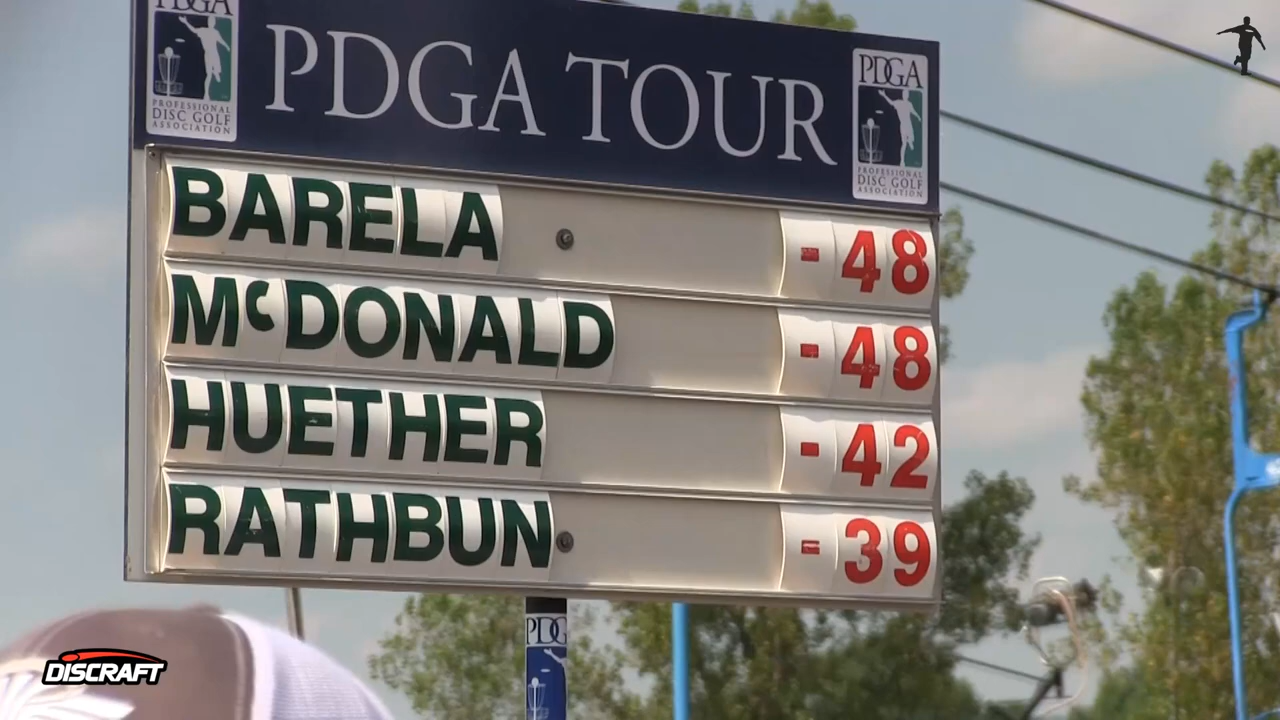 PDGA
PROFESSIONAL
DISC GOLF
ASSOCIATION
PDGA TOUR
PDGA
PROFESSIONAL
DISC GOLF
ASSOCIATION
BARELA -48
McDONALD -48
HUETHER -42
RATHBUN -39
PDG
DISCRAFT